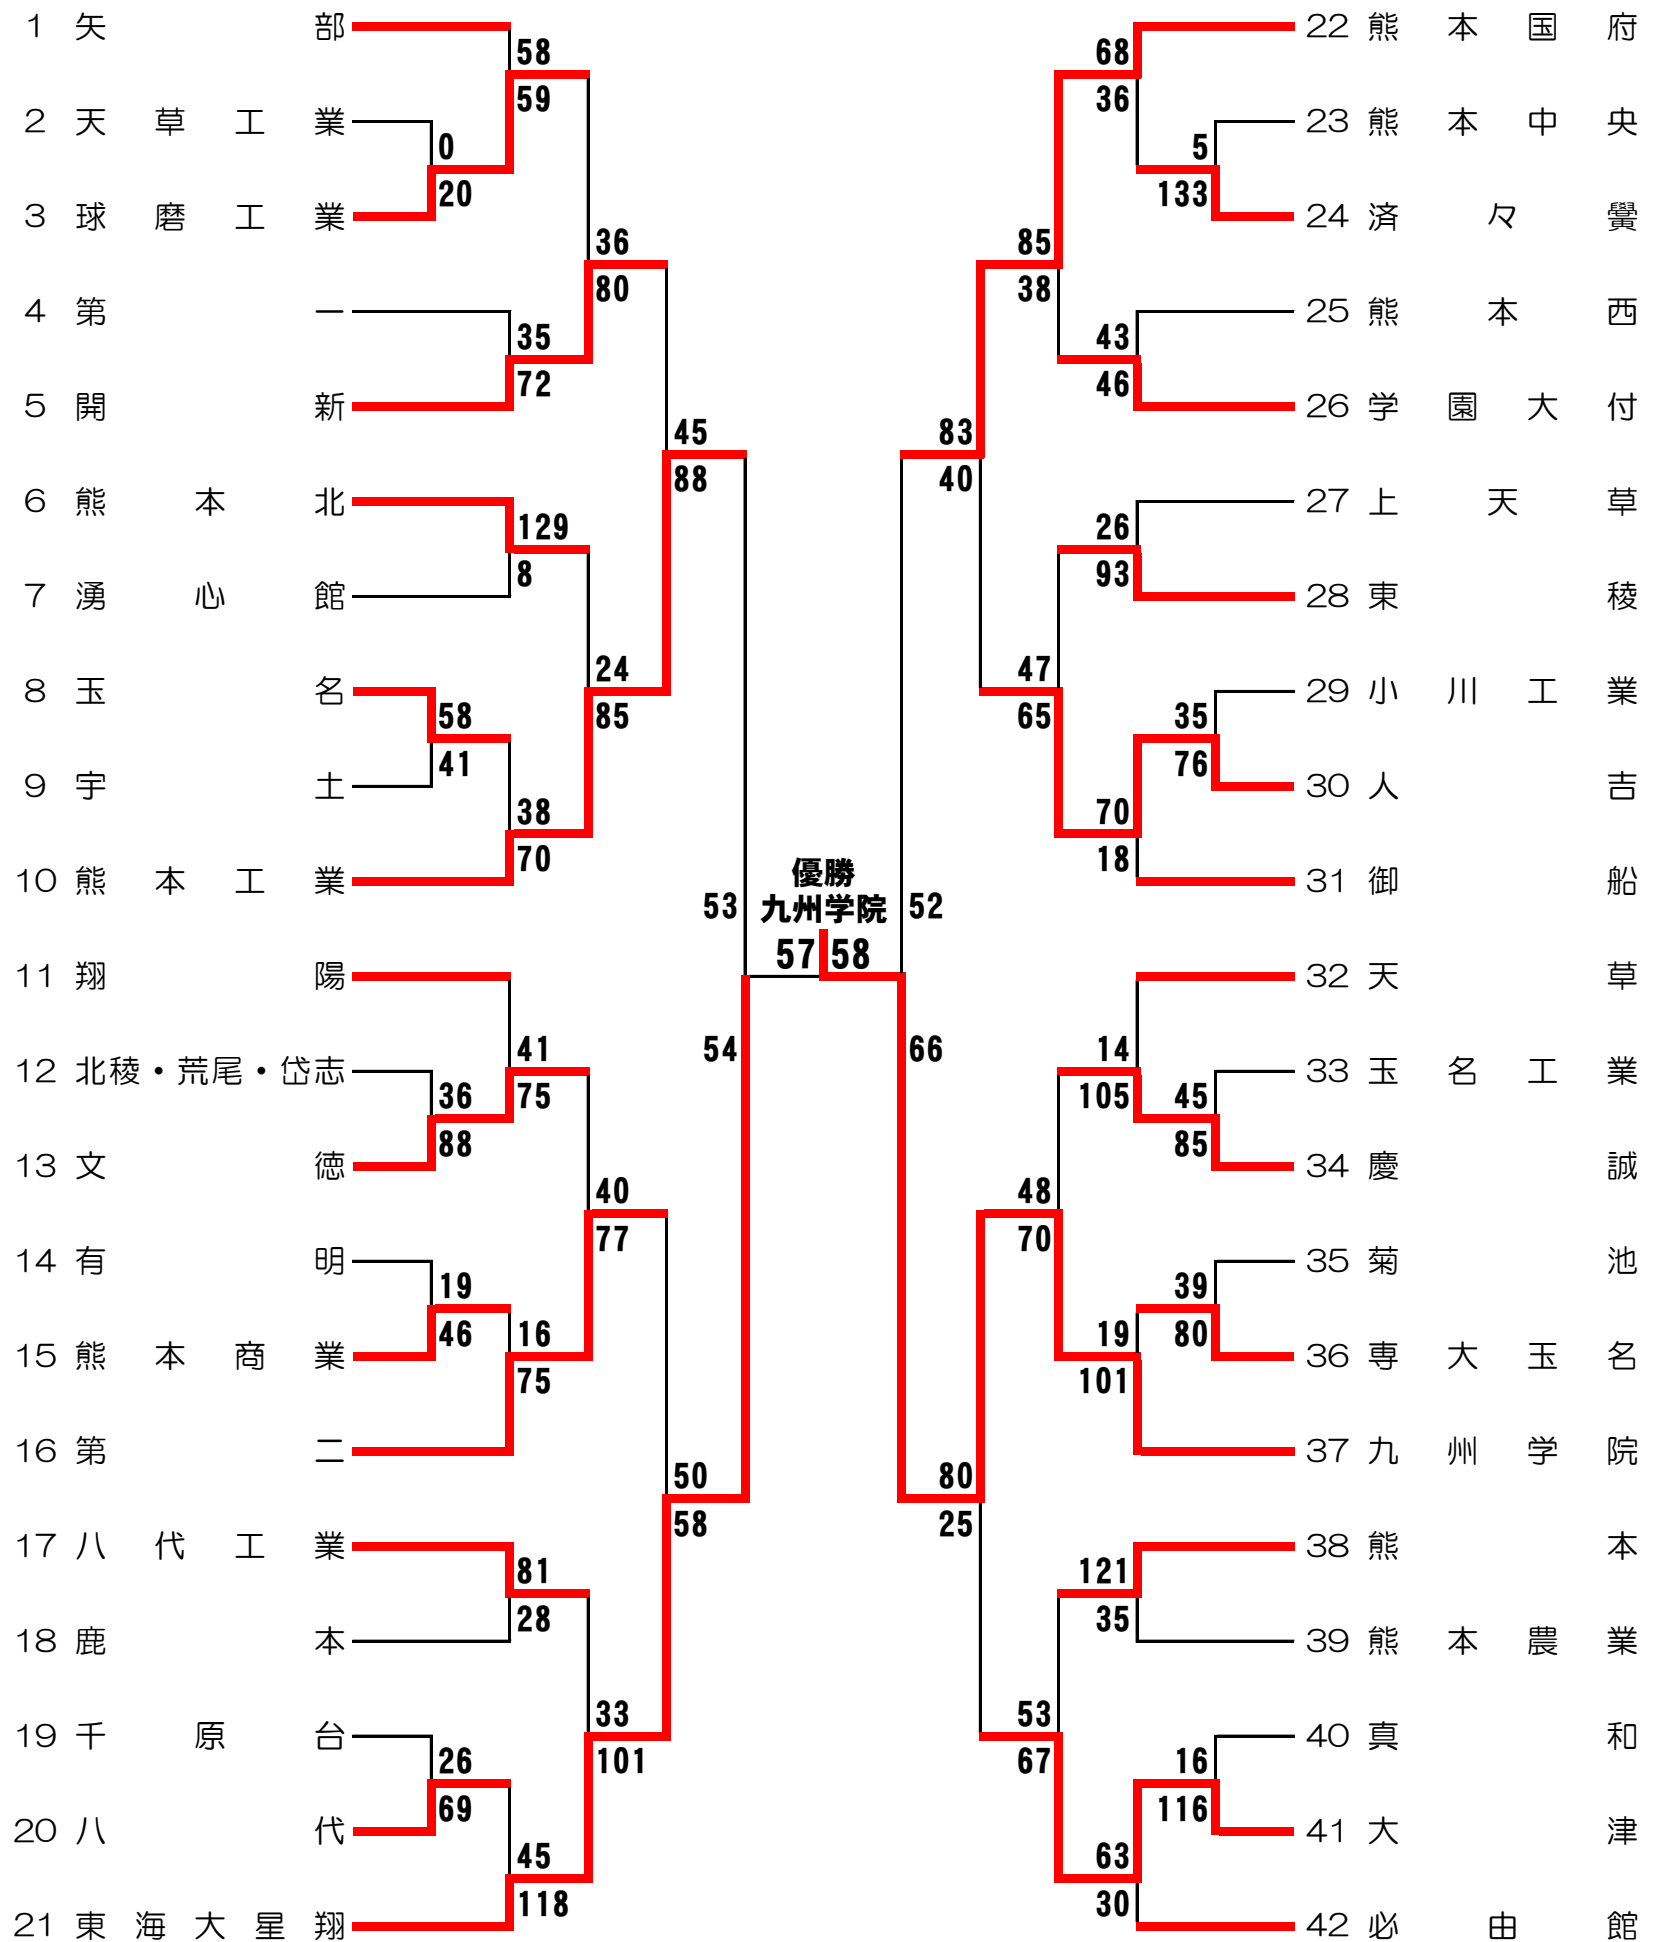 1 矢部
2 天草工業
3 球磨工業
4 第一
5 開新
6 熊本北
7 湧心館
8 玉名
9 宇土
10 熊本工業
11 翔陽
12 北稜・荒尾・岱志
13 文徳
14 有明
15 熊本商業
16 第二
17 八代工業
18 鹿本
19 千原台
20 八代
21 東海大星翔
58
59
0
20
35
72
129
8
58
41
38
70
41
75
36
88
19
46
16
75
81
28
26
69
45
118
36
80
24
85
40
77
33
101
45
88
50
58
53
54
優勝
九州学院
57 58
52
66
83
40
80
25
85
38
47
65
48
70
53
67
68
36
5
133
43
46
26
93
35
76
70
18
14
105
45
85
39
80
19
101
121
35
16
116
63
30
22 熊本国府
23 熊本中央
24 済々黌
25 熊本西
26 学園大付
27 上天草
28 東稜
29 小川工業
30 人吉
31 御船
32 天草
33 玉名工業
34 慶誠
35 菊池
36 専大玉名
37 九州学院
38 熊本
39 熊本農業
40 真和
41 大津
42 必由館